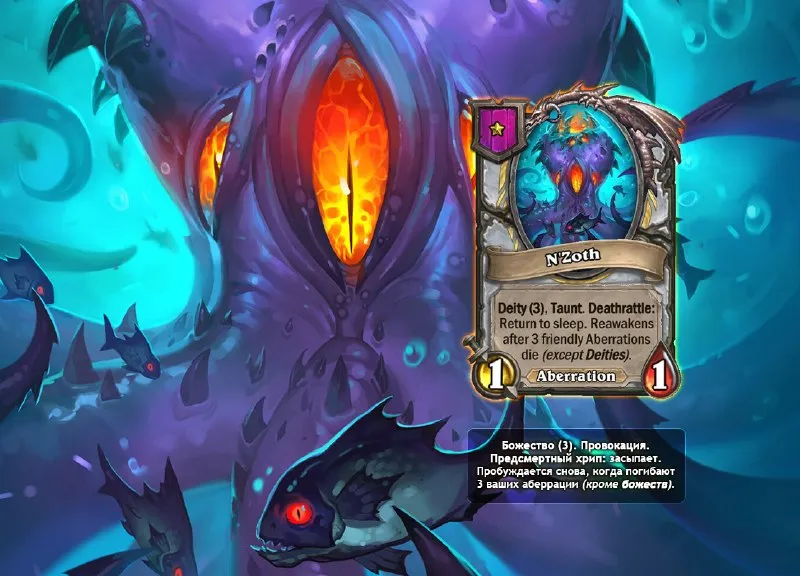 N'Zoth
Deity (3). Taunt. Deathrattle:
Return to sleep. Reawakens
after 3 friendly Aberrations
die (except Deities).
1
Aberration
1
Божество (3). Провокация.
Предсмертный хрип: засыпает.
Пробуждается снова, когда погибают
3 ваших аберрации (кроме божеств).